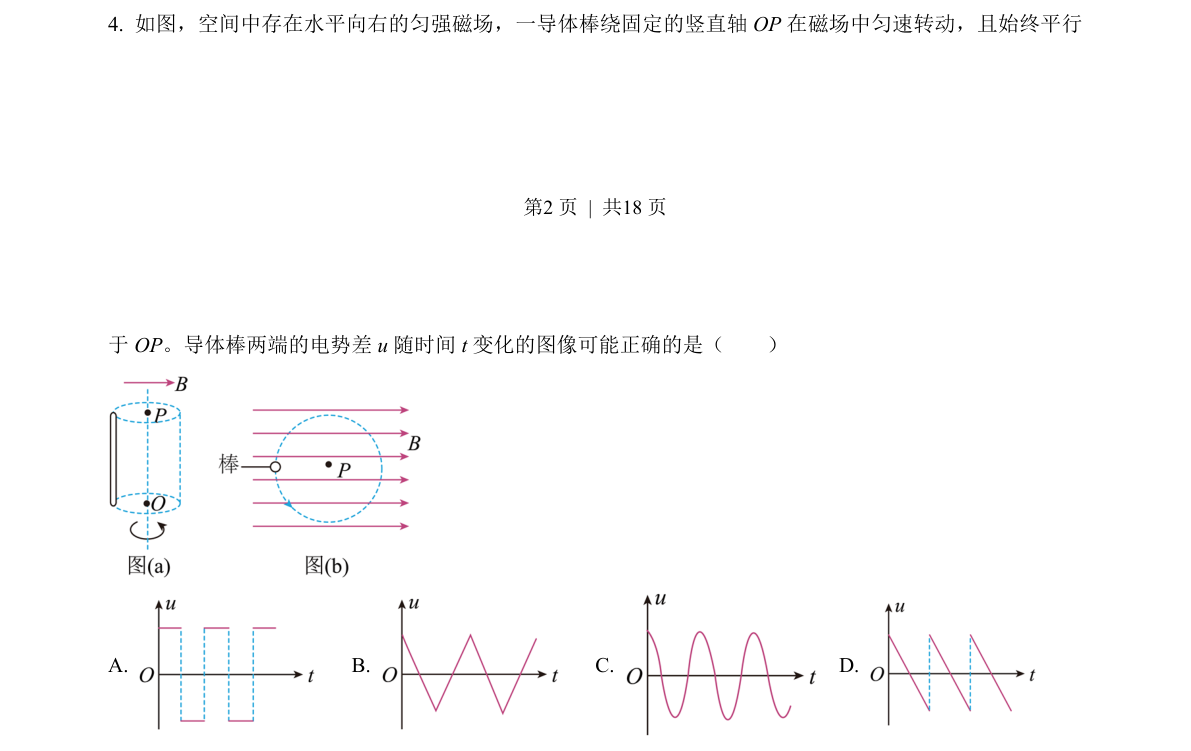 4. 如图，空间中存在水平向右的匀强磁场，一导体棒绕固定的竖直轴 OP 在磁场中匀速转动，且始终平行
第2 页 | 共18 页
于 OP。导体棒两端的电势差 u 随时间 t 变化的图像可能正确的是（　　）
B
P
O
图(a)
棒
P
B
图(b)
A.
u
O
t
B.
u
O
t
C.
u
O
t
D.
u
O
t